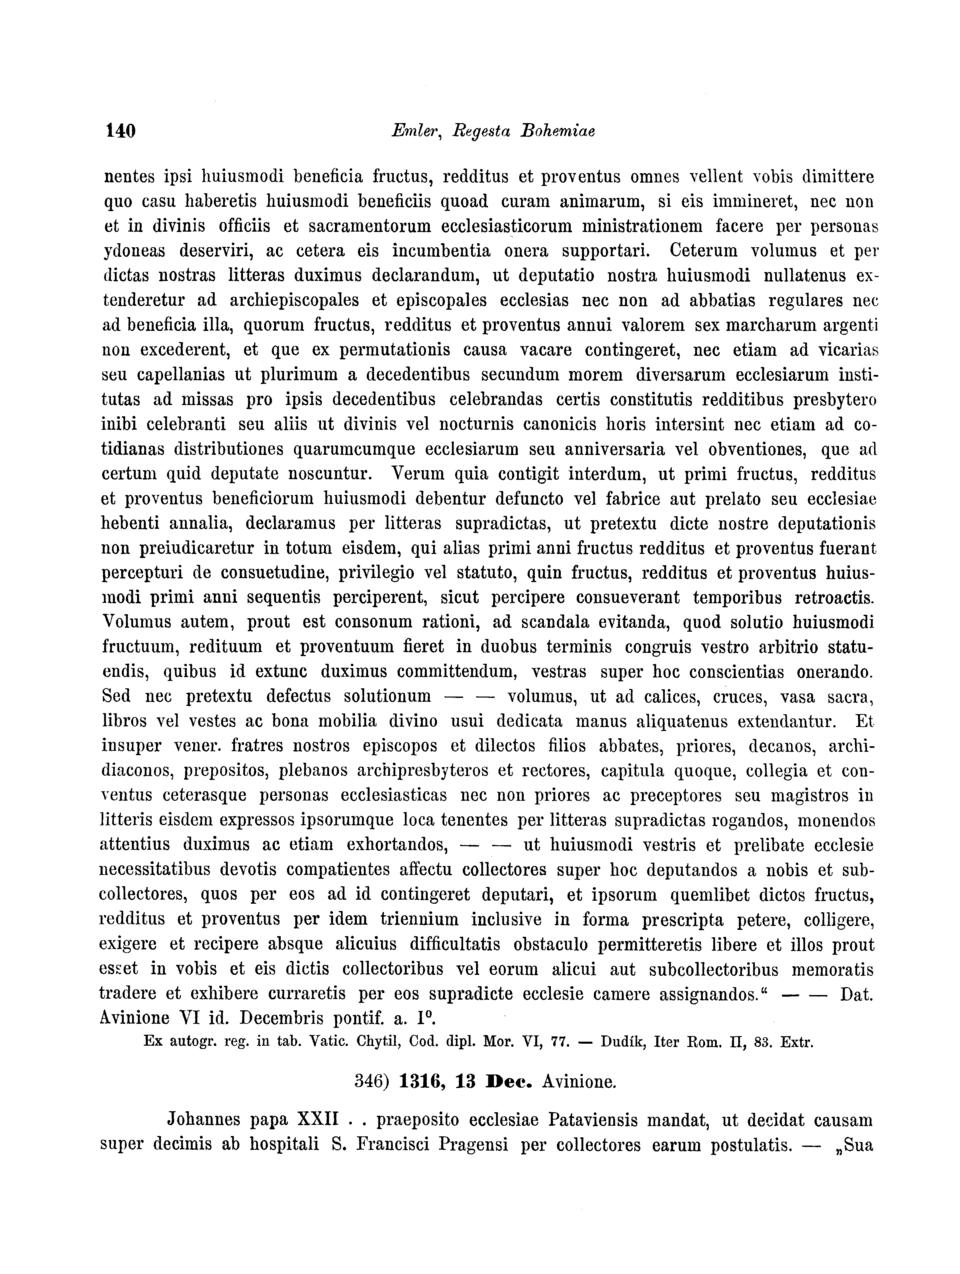 140 Emler, Regesta Bohemiae
nentes ipsi huiusmodi beneficia fructus, redditus et proventus omnes vellent vobis dimittere
quo casu haberetis huiusmodi beneficiis quoad curam animarum, si eis immineret, nec non
et in divinis officiis et sacramentorum ecclesiasticorum ministrationem facere per personas
ydoneas deserviri, ac cetera eis incumbentia onera supportari. Ceterum volumus et per
dictas nostras litteras duximus declarandum, ut deputatio nostra huiusmodi nullatenus ex-
tenderetur ad archiepiscopales et episcopales ecclesias nec non ad abbatias regulares nec
ad beneficia illa, quorum fructus, redditus et proventus annui valorem sex marcharum argenti
non excederent, et que ex permutationis causa vacare contingeret, nec etiam ad vicarias
seu capellanias ut plurimum a decedentibus secundum morem diversarum ecclesiarum insti-
tutas ad missas pro ipsis decedentibus celebrandas certis constitutis redditibus presbytero
inibi celebranti seu aliis ut divinis vel nocturnis canonicis horis intersint nec etiam ad co-
tidianas distributiones quarumcumque ecclesiarum seu anniversaria vel obventiones, que ad
certum quid deputate noscuntur. Verum quia contigit interdum, ut primi fructus, redditus
et proventus beneficiorum huiusmodi debentur defuncto vel fabrice aut prelato seu ecclesiae
hebenti annalia, declaramus per litteras supradictas, ut pretextu dicte nostre deputationis
non preiudicaretur in totum eisdem, qui alias primi anni fructus redditus et proventus fuerant
percepturi de consuetudine, privilegio vel statuto, quin fructus, redditus et proventus huius-
modi primi anni sequentis perciperent, sicut percipere consueverant temporibus retroactis.
Volumus autem, prout est consonum rationi, ad scandala evitanda, quod solutio huiusmodi
fructuum, redituum et proventuum fieret in duobus terminis congruis vestro arbitrio statu-
endis, quibus id extunc duximus committendum, vestras super hoc conscientias onerando.
Sed nec pretextu defectus solutionum — — volumus, ut ad calices, cruces, vasa sacra,
libros vel vestes ac bona mobilia divino usui dedicata manus aliquatenus extendantur. Et
insuper vener. fratres nostros episcopos et dilectos filios abbates, priores, decanos, archi-
diaconos, prepositos, plebanos archipresbyteros et rectores, capitula quoque, collegia et con-
ventus ceterasque personas ecclesiasticas nec non priores ac preceptores seu magistros in
litteris eisdem expressos ipsorumque loca tenentes per litteras supradictas rogandos, monendos
attentius duximus ac etiam exhortandos, — — ut huiusmodi vestris et prelibate ecclesie
necessitatibus devotis compatientes affectu collectores super hoc deputandos a nobis et sub-
collectores, quos per eos ad id contingeret deputari, et ipsorum quemlibet dictos fructus,
redditus et proventus per idem triennium inclusive in forma prescripta petere, colligere,
exigere et recipere absque alicuius difficultatis obstaculo permitteretis libere et illos prout
esset in vobis et eis dictis collectoribus vel eorum alicui aut subcollectoribus memoratis
tradere et exhibere curraretis per eos supradicte ecclesie camere assignandos.“ — — Dat.
Avinione VI id. Decembris pontif. a. I⁰.
Ex autogr. reg. in tab. Vatic. Chytil, Cod. dipl. Mor. VI, 77. — Dudík, Iter Rom. II, 83. Extr.
346) 1316, 13 Dec. Avinione.
Johannes papa XXII . . praeposito ecclesiae Pataviensis mandat, ut decidat causam
super decimis ab hospitali S. Francisci Pragensi per collectores earum postulatis. — „Sua